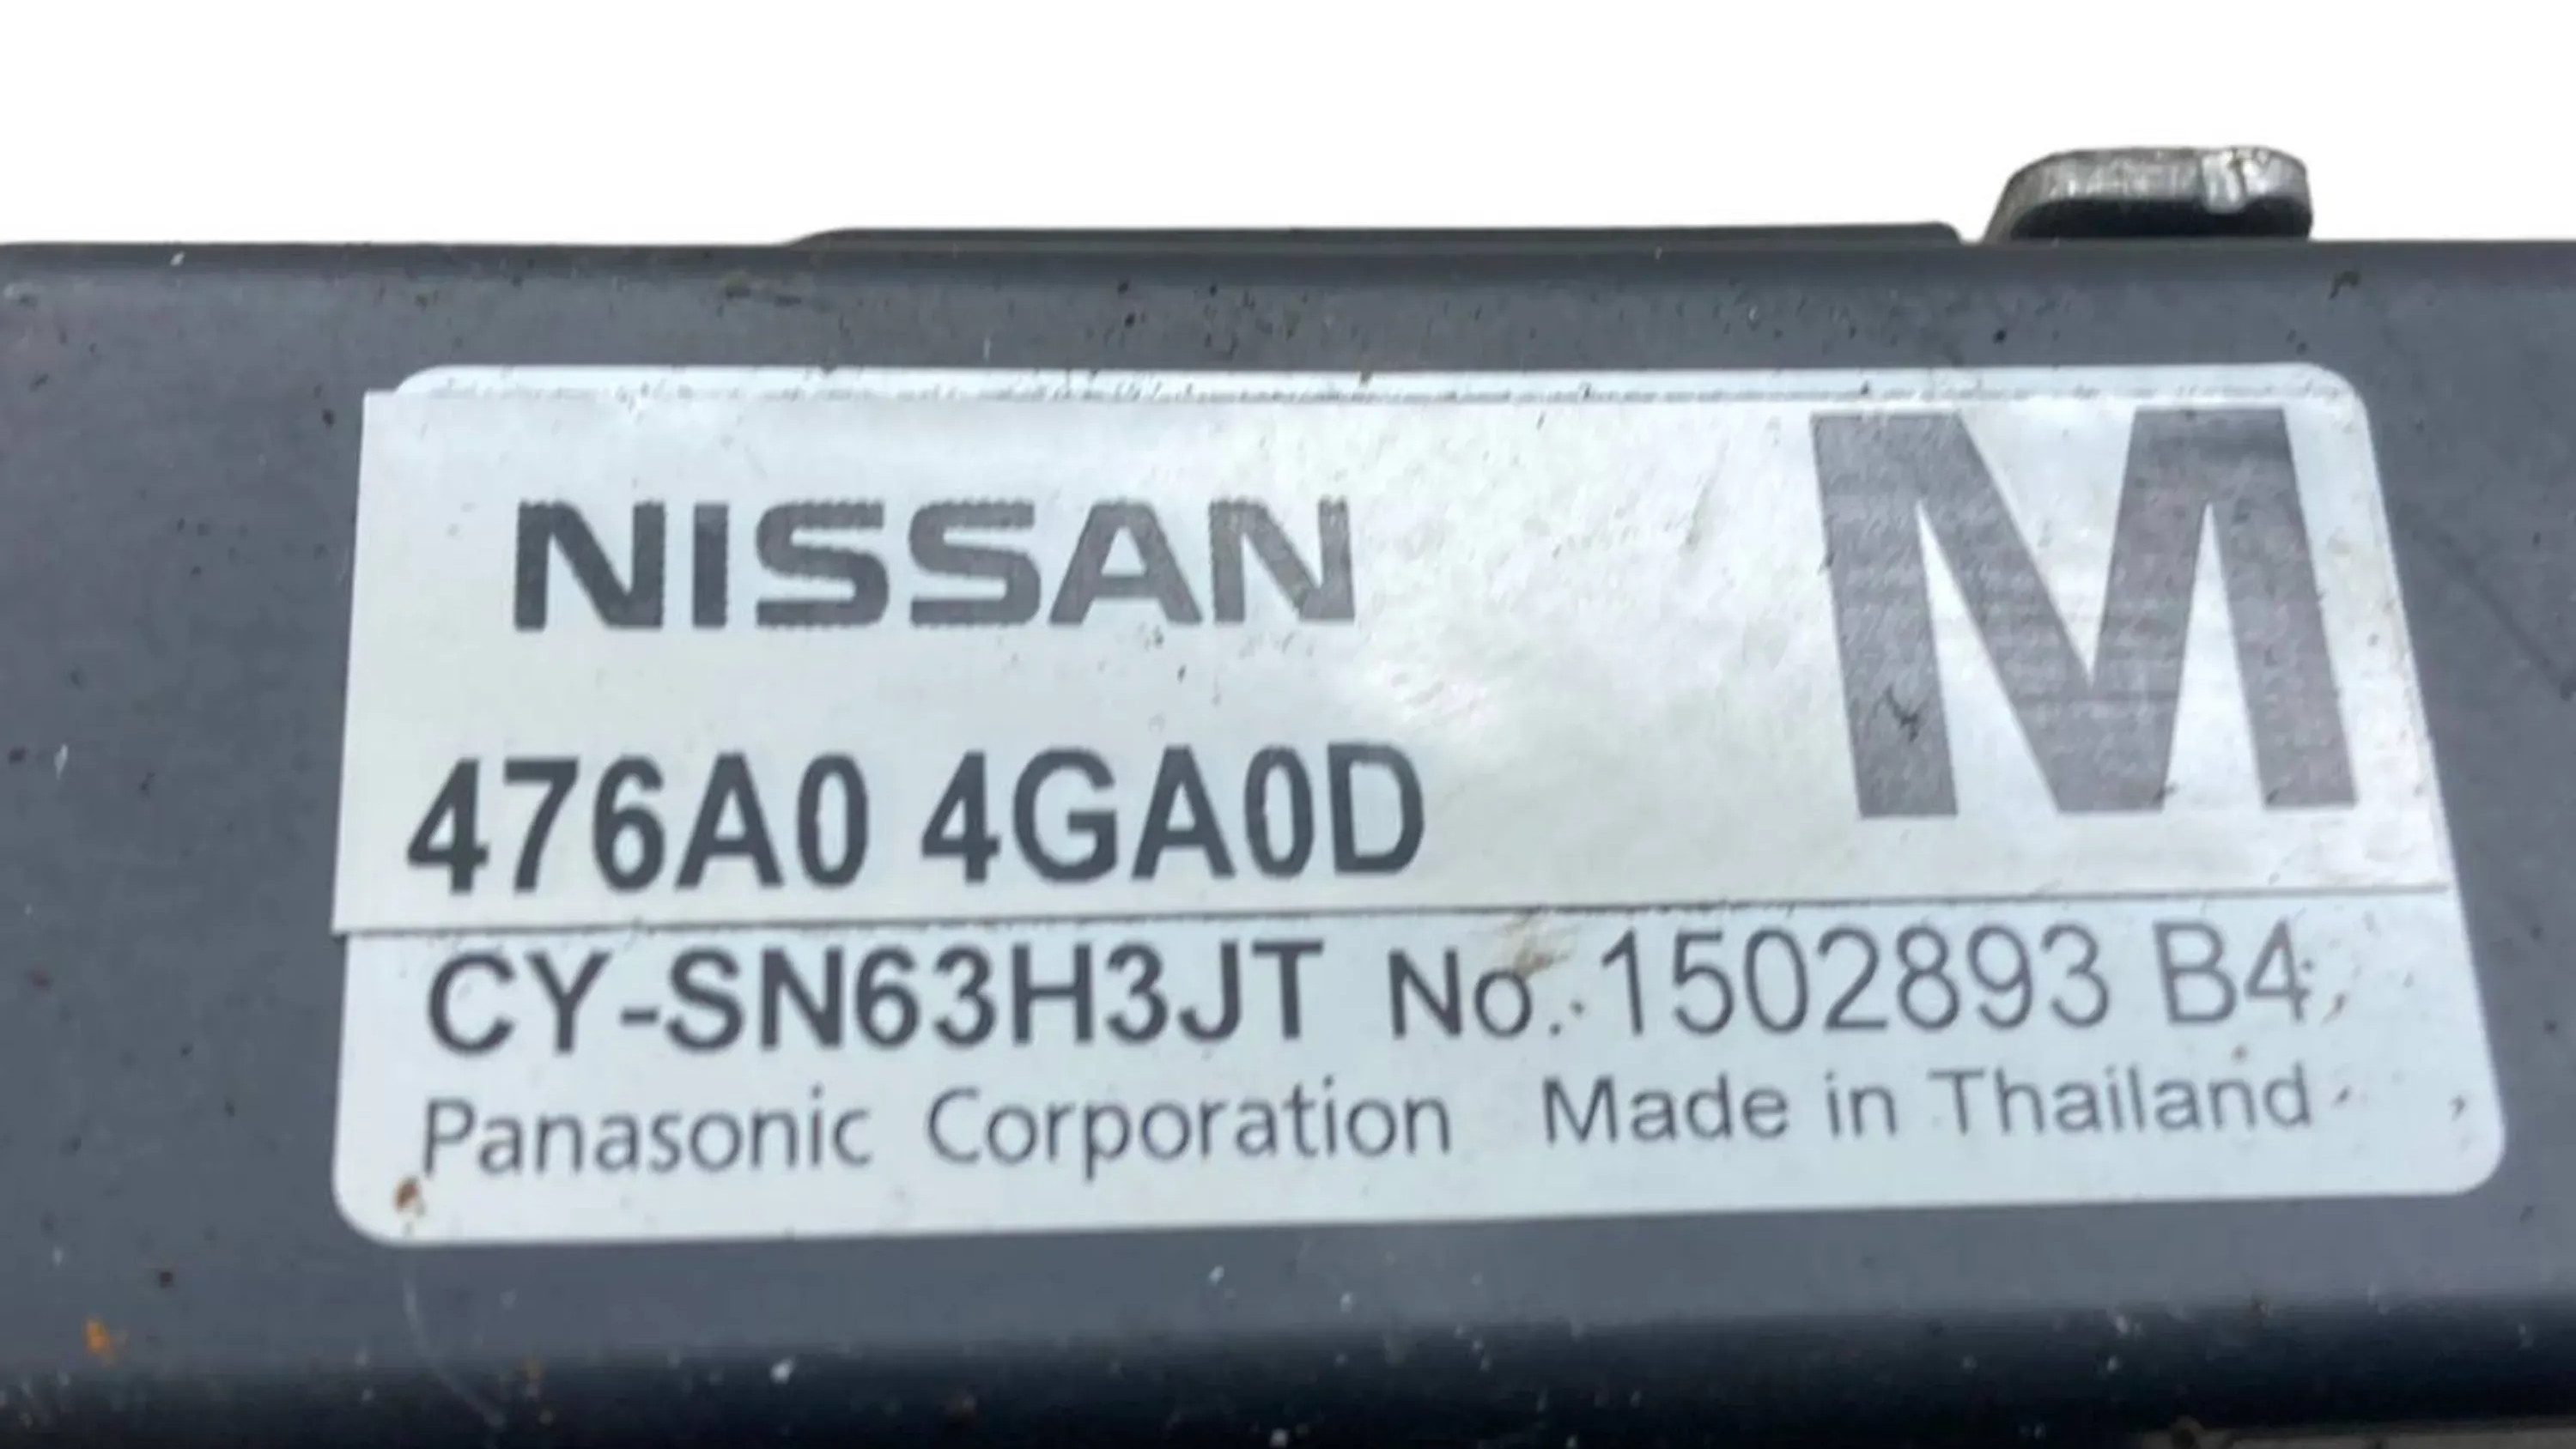 NISSAN M
476A0 4GA0D
CY-SN63H3JT No. 1502893 B4
Panasonic Corporation Made in Thailand